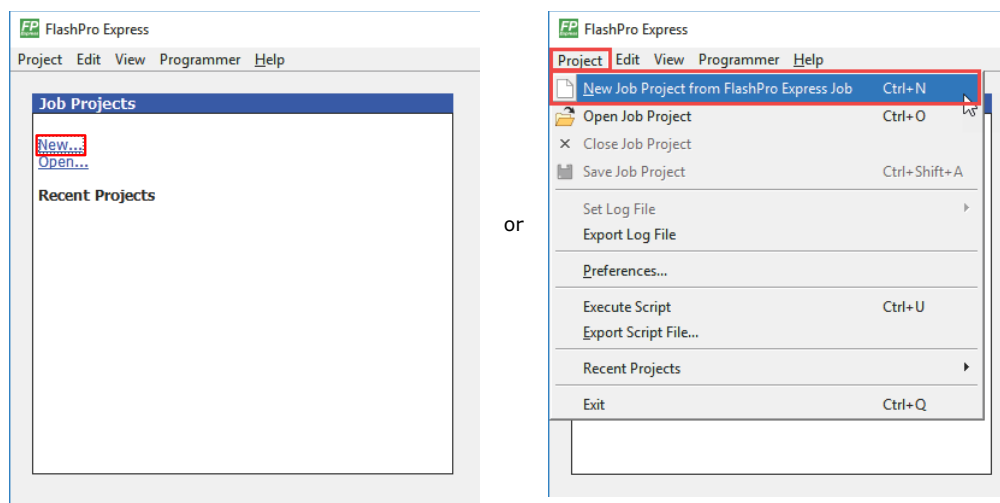 FP FlashPro Express
Express
Project Edit View Programmer Help
Job Projects
New...
Open...
Recent Projects
or
FP FlashPro Express
Express
Project Edit View Programmer Help
New Job Project from FlashPro Express Job Ctrl+N
Open Job Project Ctrl+O
Close Job Project
Save Job Project Ctrl+Shift+A
Set Log File
Export Log File
Preferences...
Execute Script Ctrl+U
Export Script File...
Recent Projects
Exit Ctrl+Q